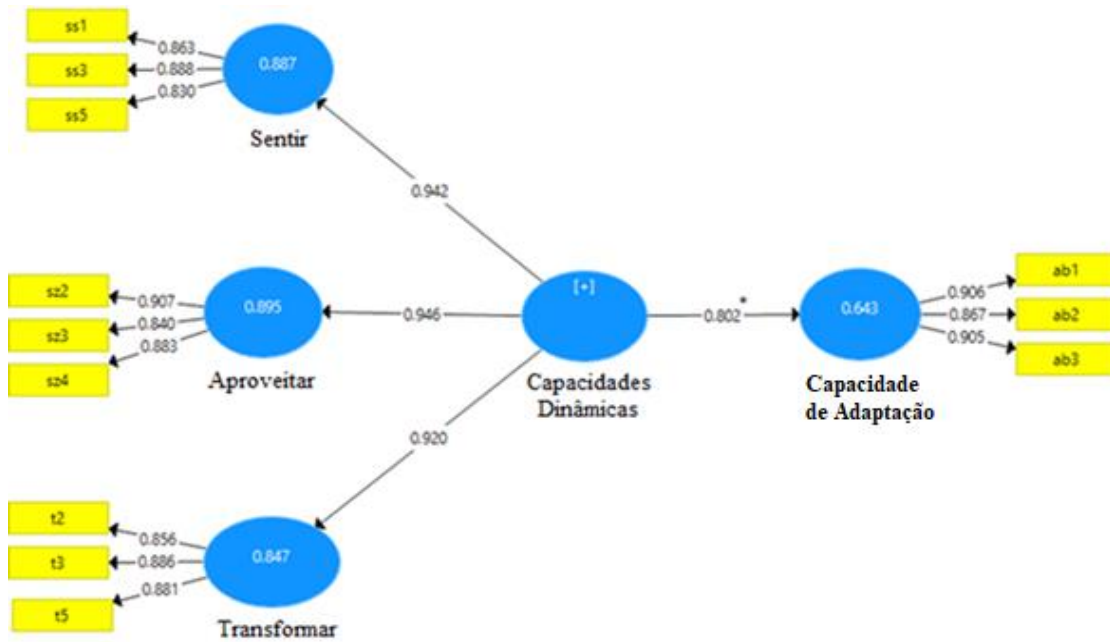 ss1
0.863
ss3
0.888
ss5
0.830
0.887
Sentir
0.942
sz2
0.907
sz3
0.840
sz4
0.883
0.895
Aproveitar
0.946
[+]
Capacidades
Dinâmicas
0.802*
0.643
Capacidade
de Adaptação
ab1
0.906
ab2
0.867
ab3
0.905
0.920
t2
0.856
t3
0.886
t5
0.881
0.847
Transformar